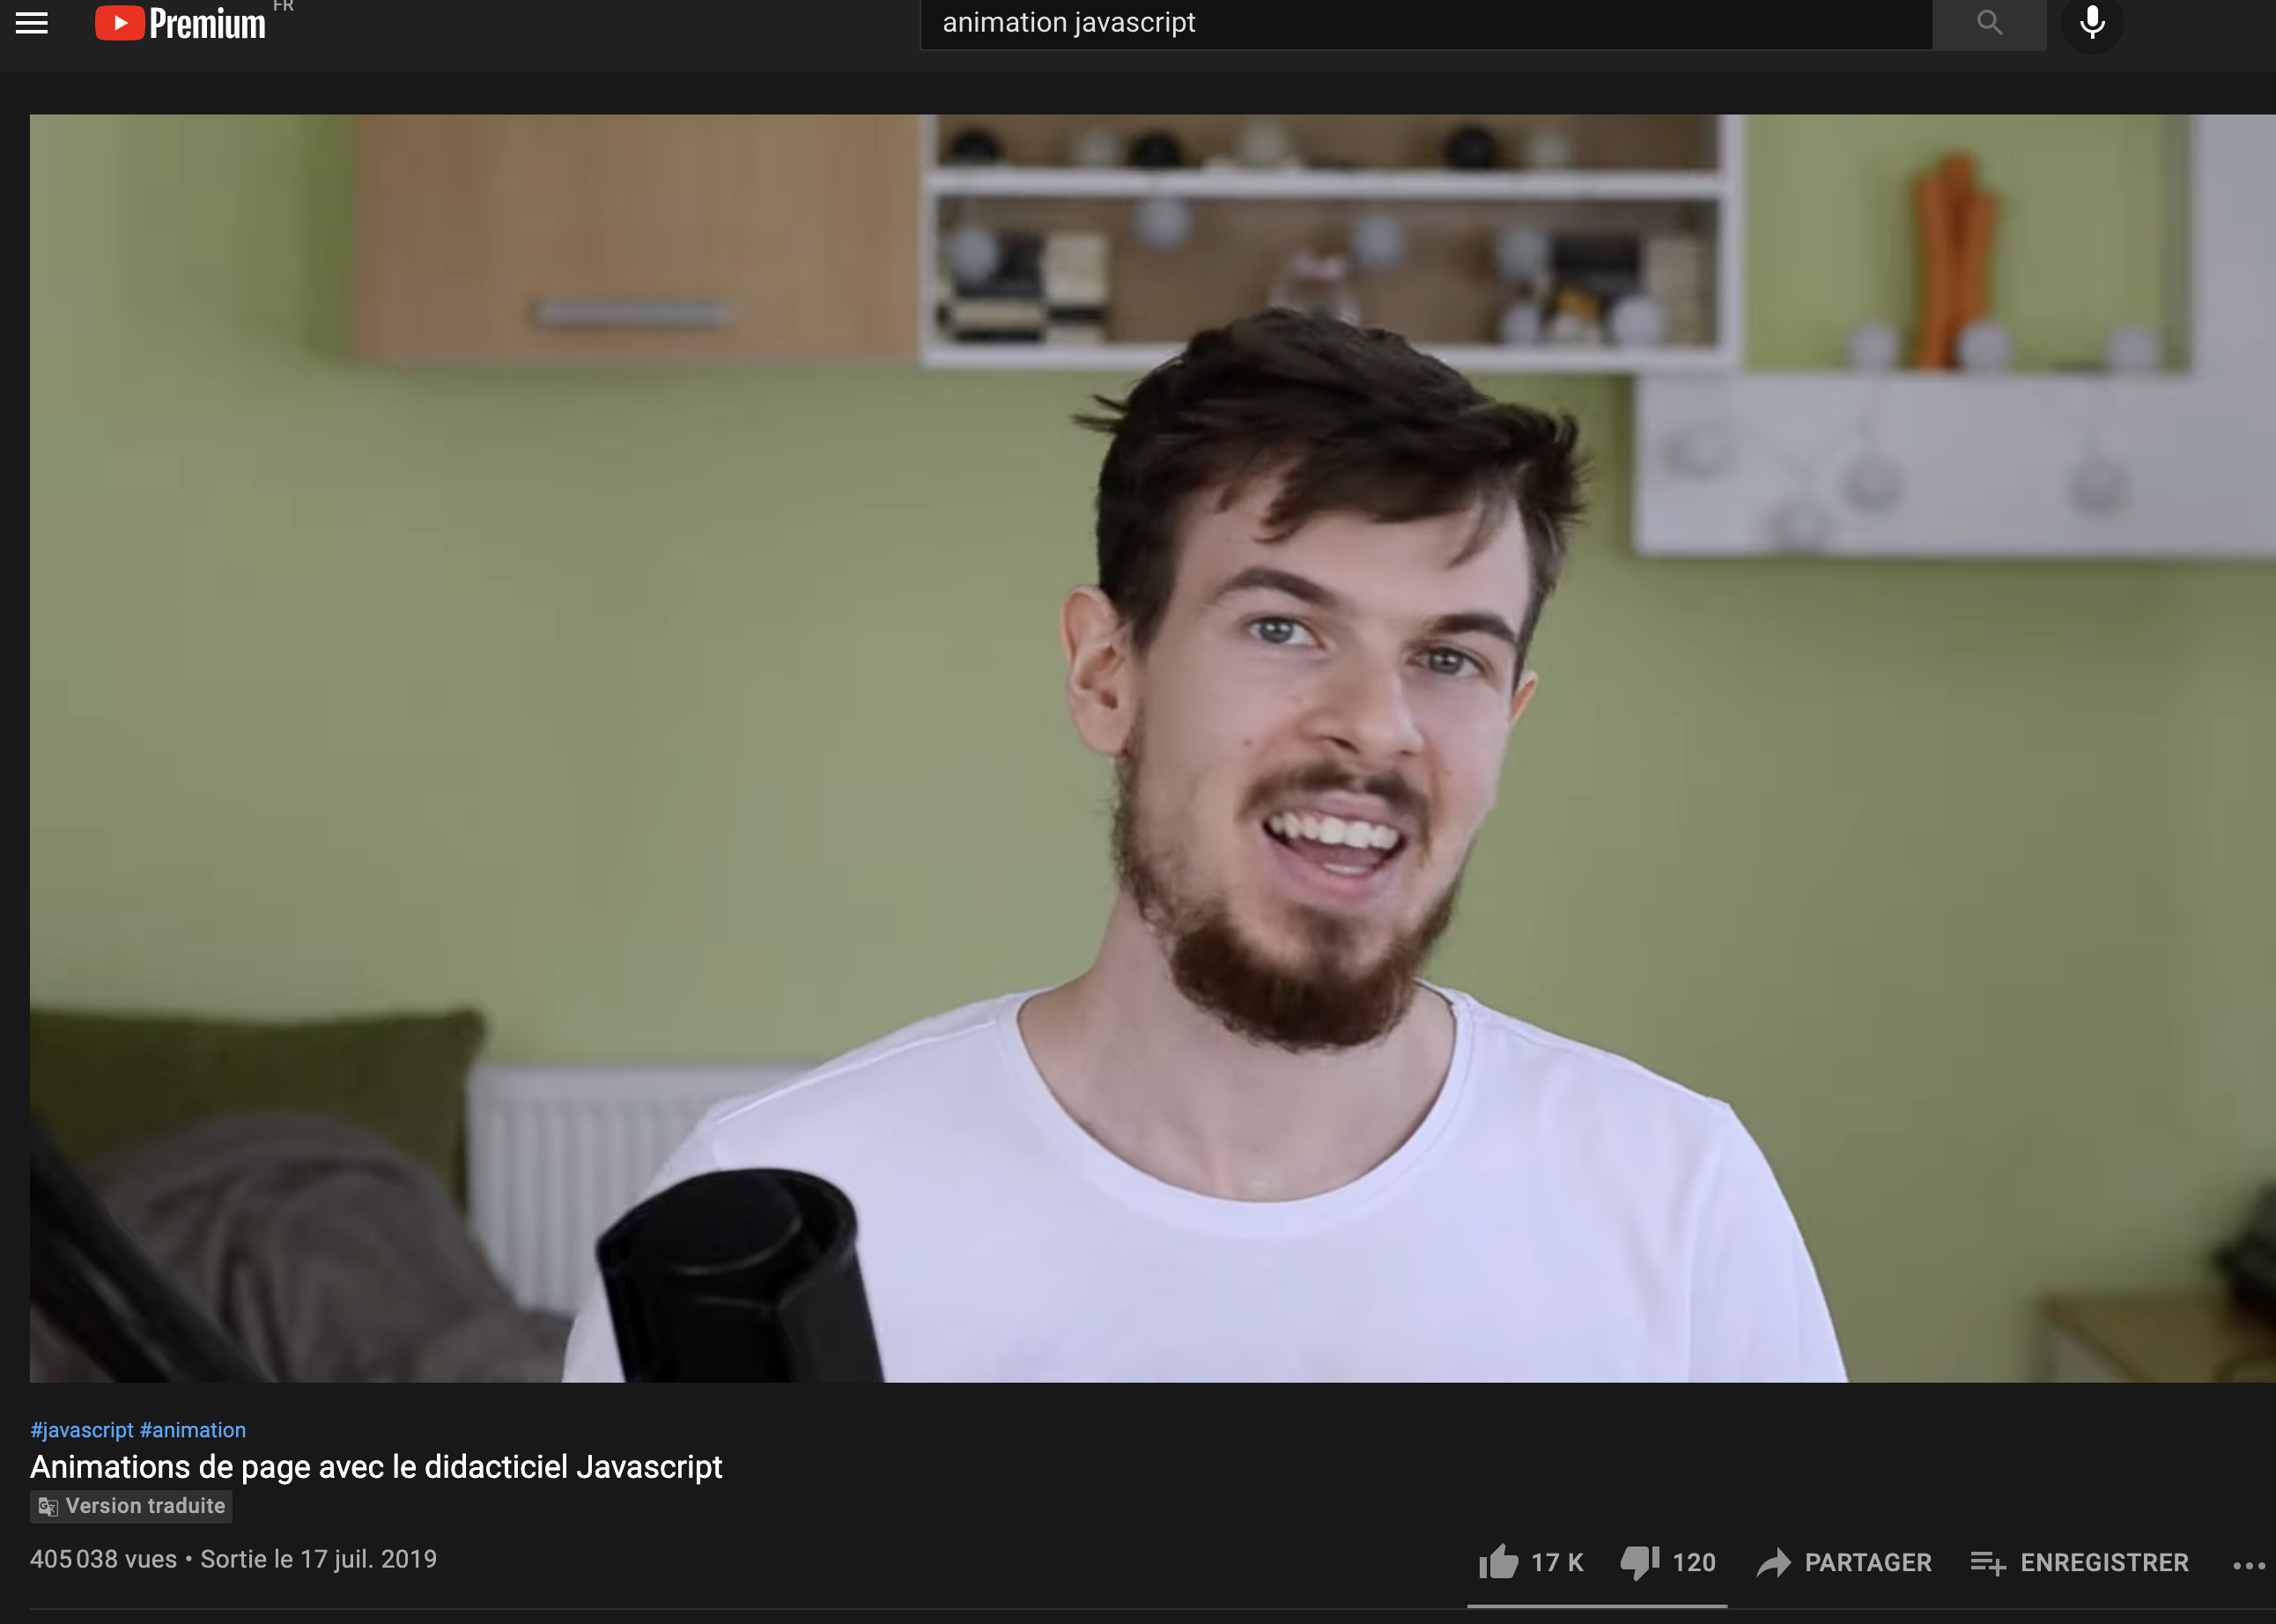 Premium FR
animation javascript
#javascript #animation
Animations de page avec le didacticiel Javascript
Version traduite
405 038 vues • Sortie le 17 juil. 2019
17 K
120
PARTAGER
ENREGISTRER